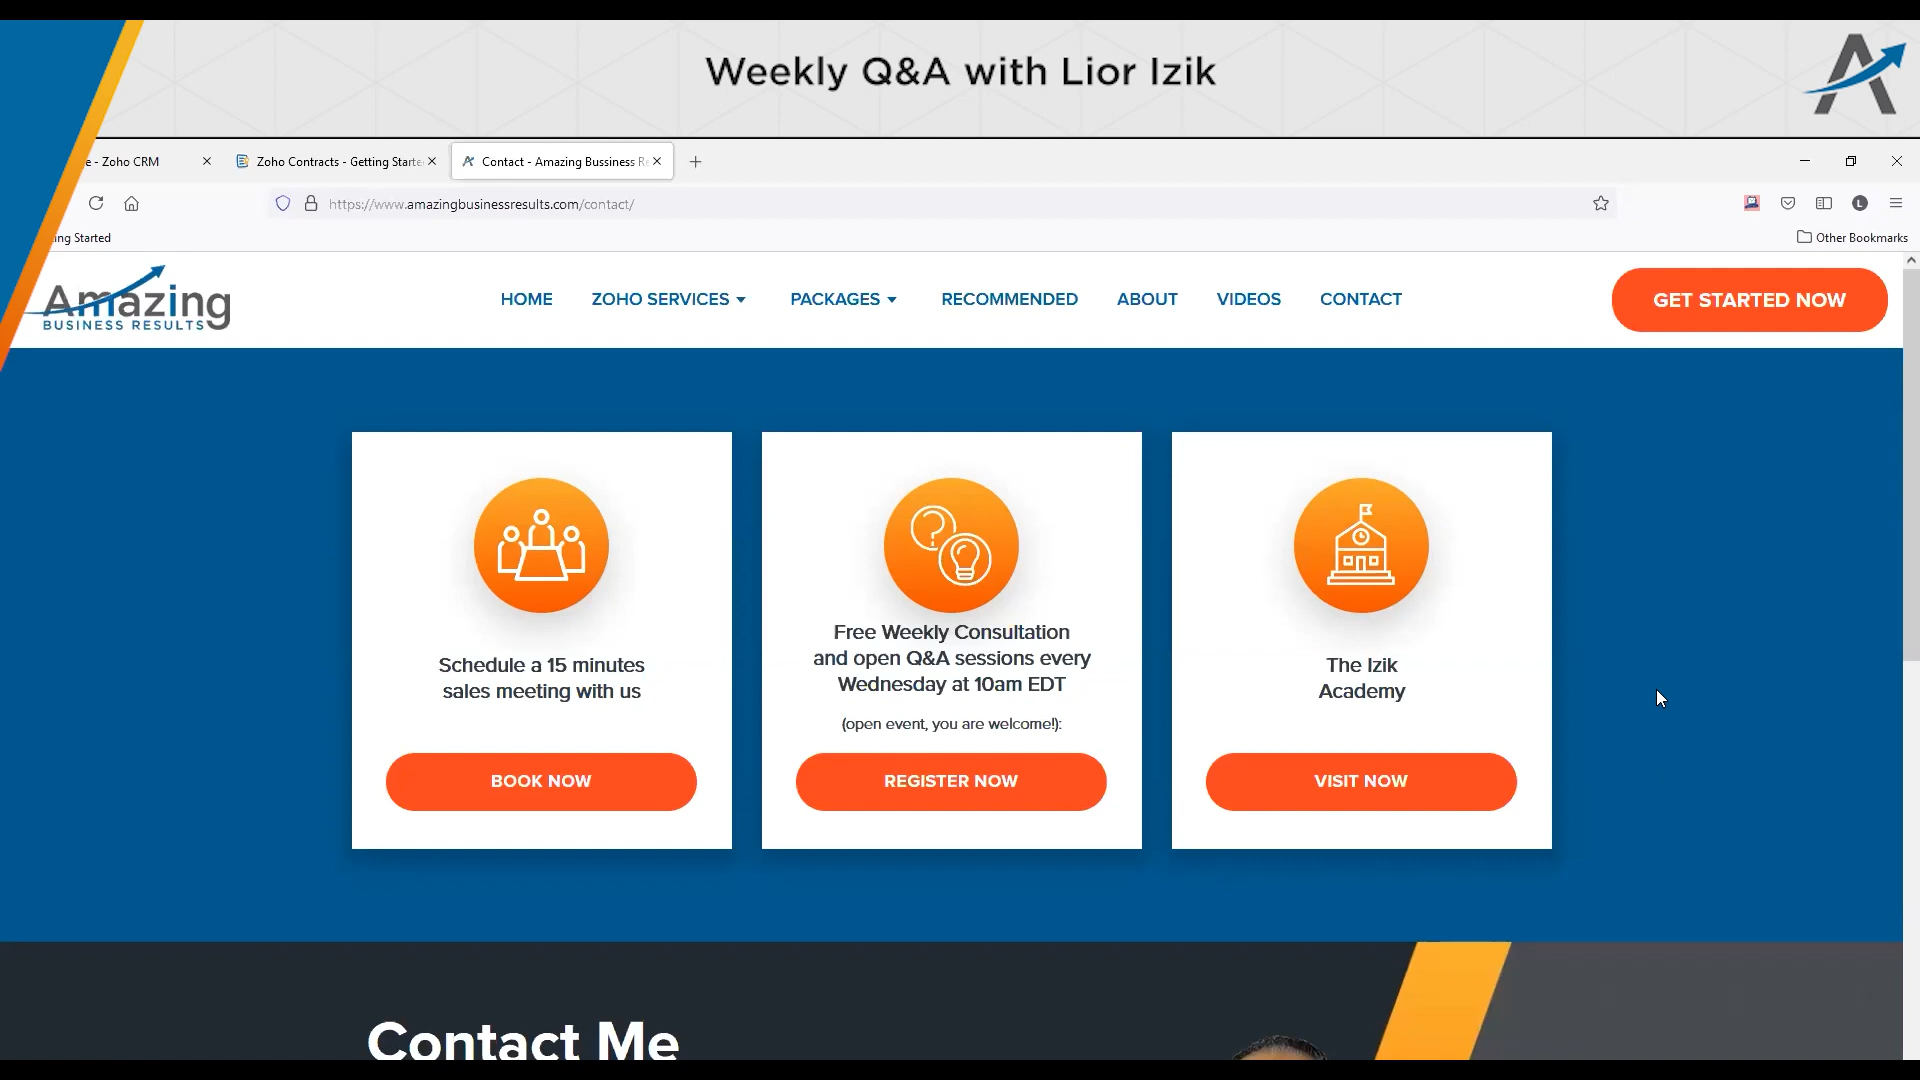 Weekly Q&A with Lior Izik
e - Zoho CRM
Zoho Contracts - Getting Starte
Contact - Amazing Bussiness Re
https://www.amazingbusinessresults.com/contact/
L
ing Started
Other Bookmarks
Amazing
BUSINESS RESULTS
HOME
ZOHO SERVICES
PACKAGES
RECOMMENDED
ABOUT
VIDEOS
CONTACT
GET STARTED NOW
Schedule a 15 minutes
sales meeting with us
BOOK NOW
Free Weekly Consultation
and open Q&A sessions every
Wednesday at 10am EDT
(open event, you are welcome!):
REGISTER NOW
The Izik
Academy
VISIT NOW
Contact Me